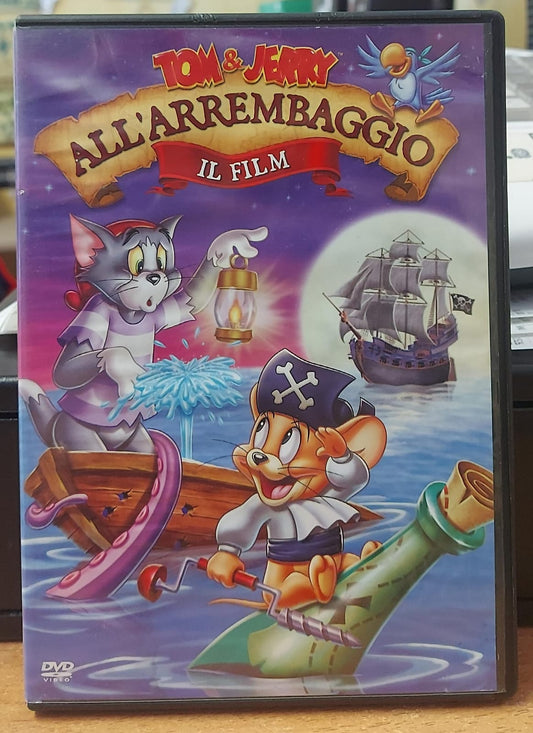 TOM & JERRY
ALL'ARREMBAGGIO
IL FILM
DVD
VIDEO